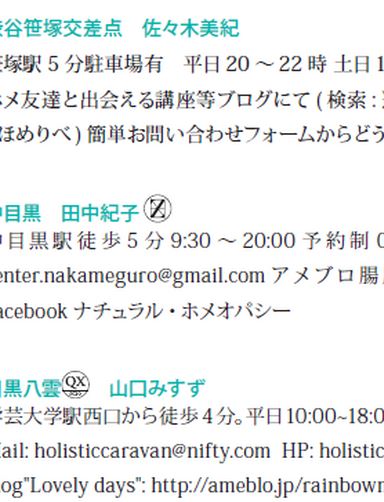 渋谷笹塚交差点 佐々木美紀
笹塚駅 5 分駐車場有 平日 20 〜 22 時 土日 1
ホメ友達と出会える講座等ブログにて ( 検索 :
ほめりべ ) 簡単お問い合わせフォームからどう
中目黒 田中紀子
中目黒駅徒歩 5 分 9:30 〜 20:00 予約制 0
enter.nakameguro@gmail.com アメブロ腸
acebook ナチュラル・ホメオパシー
目黒八雲 QX 山口みすず
学芸大学駅西口から徒歩 4 分。平日 10:00~18:0
ail: holisticcaravan@nifty.com HP: holistic
og"Lovely days": http://ameblo.jp/rainbow